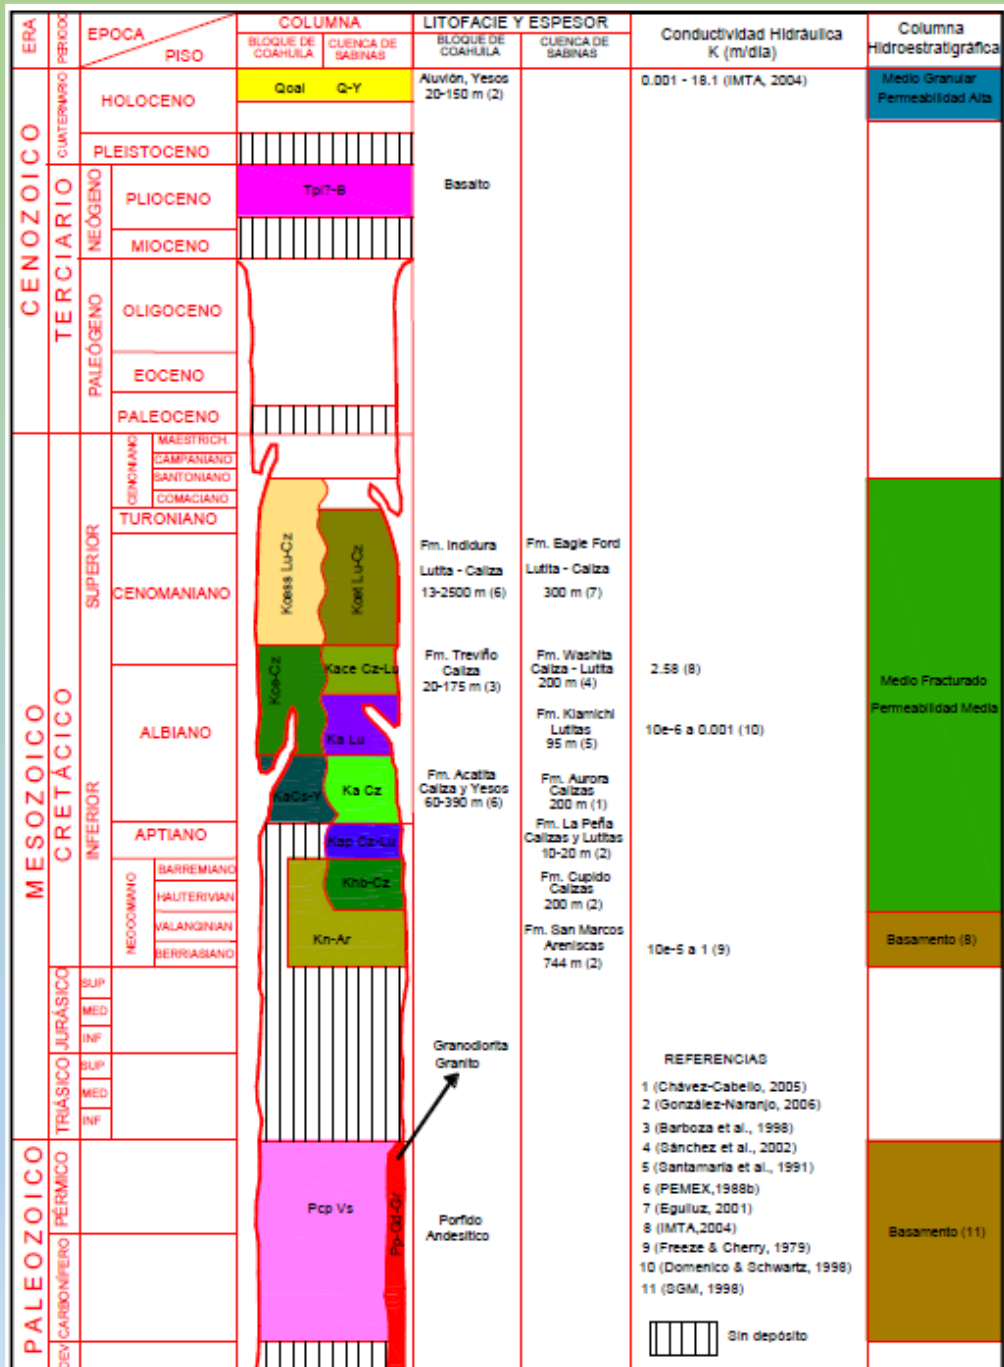 ERA
PERIODO
EPOCA
PISO
COLUMNA
BLOQUE DE COAHUILA
CUENCA DE SABINAS
LITOFACIE Y ESPESOR
BLOQUE DE COAHUILA
CUENCA DE SABINAS
Conductividad Hidráulica
K (m/dia)
Columna
Hidroestratigráfica
CENOZOICO
CUATERNARIO
HOLOCENO
Qcal
Q-Y
Aluvión, Yesos
20-150 m (2)
0.001 - 18.1 (IMTA, 2004)
Medio Granular
Permeabilidad Alta
PLEISTOCENO
TERCIARIO
NEÓGENO
PLIOCENO
Tpl?-B
Basalto
MIOCENO
PALEÓGENO
OLIGOCENO
EOCENO
PALEOCENO
MESOZOICO
CRETÁCICO
SUPERIOR
CENONIANO
MAESTRICH.
CAMPANIANO
SANTONIANO
COMACIANO
TURONIANO
CENOMANIANO
Kcess Lu-Cz
Kcef Lu-Cz
Fm. Indidura
Lutita - Caliza
13-2500 m (6)
Fm. Eagle Ford
Lutita - Caliza
300 m (7)
INFERIOR
ALBIANO
Kce-Cz
Kace Cz-Lu
Fm. Treviño
Caliza
20-175 m (3)
Fm. Washita
Caliza - Lutita
200 m (4)
2.58 (8)
Medio Fracturado
Permeabilidad Media
Ka Lu
Fm. Kiamichi
Lutitas
95 m (5)
10e-6 a 0.001 (10)
KaCs-Y
Ka Cz
Fm. Acatita
Caliza y Yesos
60-390 m (6)
Fm. Aurora
Calizas
200 m (1)
APTIANO
Kap Cz-Lu
Fm. La Peña
Calizas y Lutitas
10-20 m (2)
NEOCOMIANO
BARREMIANO
HAUTERIVIAN
VALANGINIAN
BERRIASIANO
Khb-Cz
Fm. Cupido
Calizas
200 m (2)
Kn-Ar
Fm. San Marcos
Areniscas
744 m (2)
10e-5 a 1 (9)
Basamento (8)
JURÁSICO
SUP
MED
INF
TRIÁSICO
SUP
MED
INF
Granodiorita
Granito
PALEOZOICO
PÉRMICO
CARBONÍFERO
DEV
Pcp Vs
Pp-Gd-Gr
Porfido
Andesitico
Basamento (11)
REFERENCIAS
1 (Chávez-Cabello, 2005)
2 (González-Naranjo, 2006)
3 (Barboza et al., 1998)
4 (Sánchez et al., 2002)
5 (Santamaría et al., 1991)
6 (PEMEX,1988b)
7 (Eguiluz, 2001)
8 (IMTA,2004)
9 (Freeze & Cherry, 1979)
10 (Domenico & Schwartz, 1998)
11 (SGM, 1998)
Sin depósito